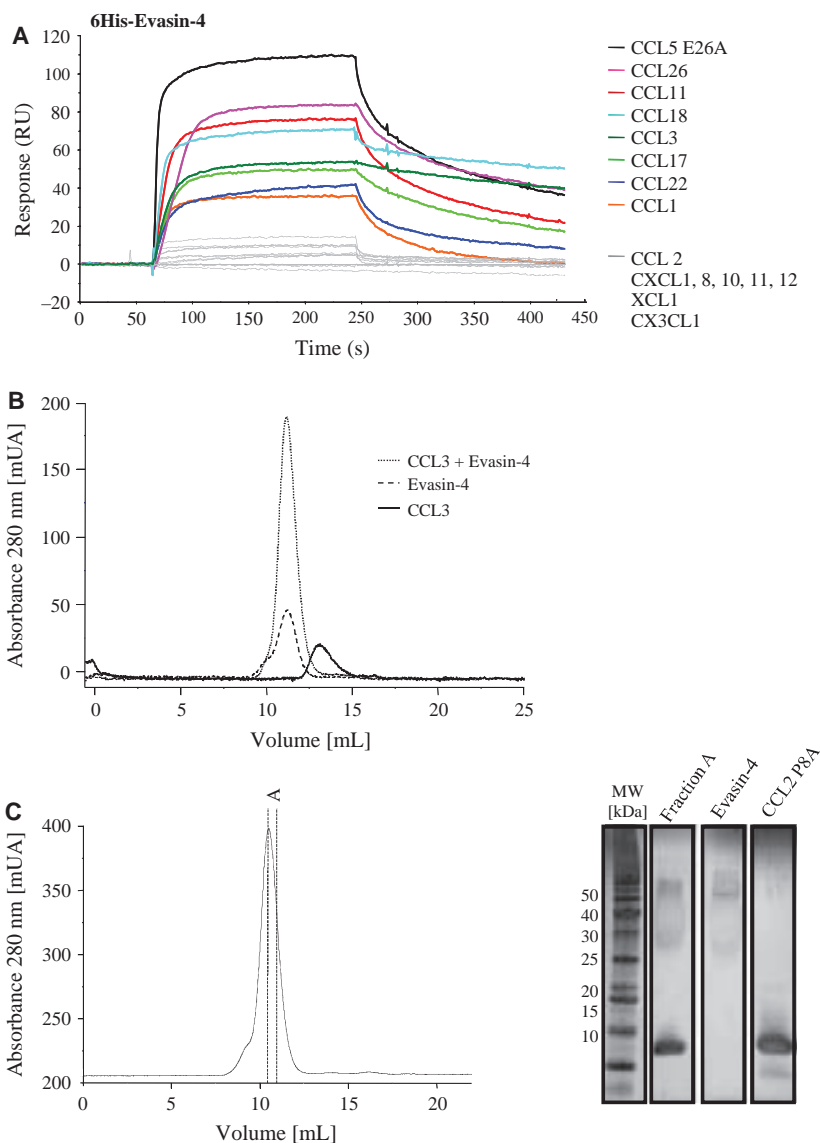 6His-Evasin-4
A
120
100
80
60
40
20
0
–20
Response (RU)
0 50 100 150 200 250 300 350 400 450
Time (s)
CCL5 E26A
CCL26
CCL11
CCL18
CCL3
CCL17
CCL22
CCL1
CCL 2
CXCL1, 8, 10, 11, 12
XCL1
CX3CL1
B
200
150
100
50
0
Absorbance 280 nm [mUA]
0 5 10 15 20 25
Volume [mL]
CCL3 + Evasin-4
Evasin-4
CCL3
C
400
350
300
250
200
Absorbance 280 nm [mUA]
0 5 10 15 20
Volume [mL]
A
MW
[kDa]
Fraction A
Evasin-4
CCL2 P8A
50
40
30
25
20
15
10